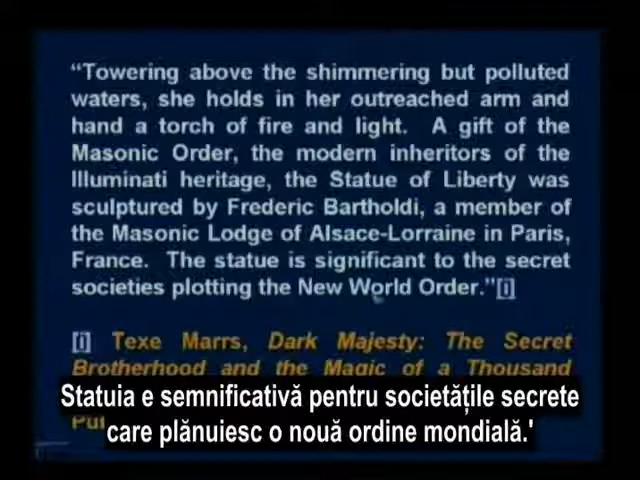 “Towering above the shimmering but polluted
waters, she holds in her outreached arm and
hand a torch of fire and light. A gift of the
Masonic Order, the modern inheritors of the
Illuminati heritage, the Statue of Liberty was
sculptured by Frederic Bartholdi, a member of
the Masonic Lodge of Alsace-Lorraine in Paris,
France. The statue is significant to the secret
societies plotting the New World Order.”[i]
[i] Texe Marrs, Dark Majesty: The Secret
Brotherhood and the Magic of a Thousand
Statuia e semnificativă pentru societățile secrete
care plănuiesc o nouă ordine mondială.'